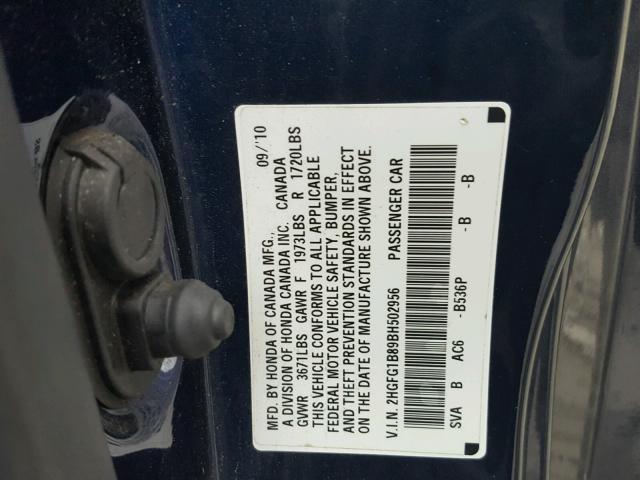 MFD. BY HONDA OF CANADA MFG., 09/'10
A DIVISION OF HONDA CANADA INC. CANADA
GVWR 3671LBS GAWR F 1973LBS R 1720LBS
THIS VEHICLE CONFORMS TO ALL APPLICABLE
FEDERAL MOTOR VEHICLE SAFETY, BUMPER,
AND THEFT PREVENTION STANDARDS IN EFFECT
ON THE DATE OF MANUFACTURE SHOWN ABOVE.
V.I.N. 2HGFG1B89BH502956 PASSENGER CAR
SVA B AC6 -B536P -B -B